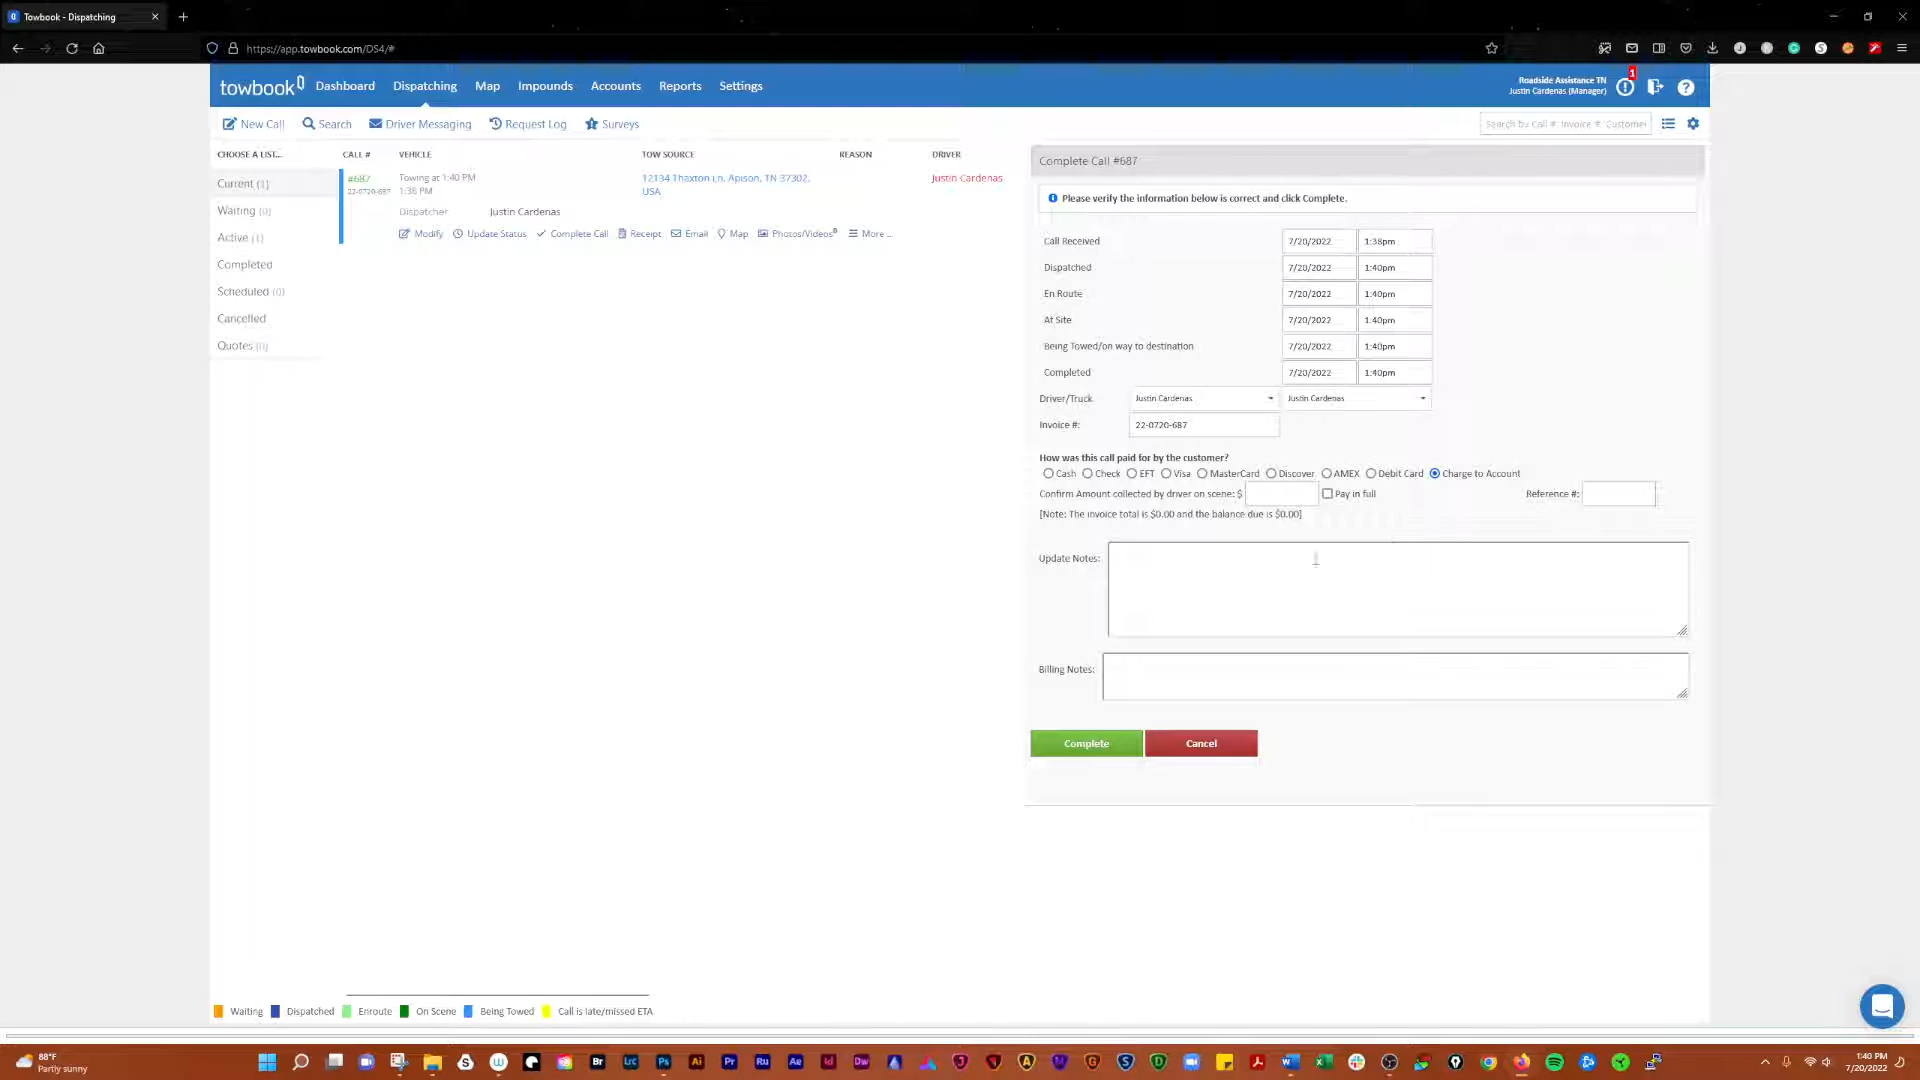 Towbook - Dispatching
https://app.towbook.com/DS4/#
towbook
Dashboard Dispatching Map Impounds Accounts Reports Settings
Roadside Assistance TN
Justin Cardenas (Manager)
1
New Call Search Driver Messaging Request Log Surveys
Search by Call #, Invoice #, Customer
CHOOSE A LIST... CALL # VEHICLE TOW SOURCE REASON DRIVER
Current (1)
Waiting (0)
Active (1)
Completed
Scheduled (0)
Cancelled
Quotes (0)
#687
22-0720-687
Towing at 1:40 PM
1:38 PM
12134 Thaxton Ln, Apison, TN 37302,
USA
Justin Cardenas
Dispatcher Justin Cardenas
Modify Update Status Complete Call Receipt Email Map Photos/Videos More ...
Complete Call #687
Please verify the information below is correct and click Complete.
Call Received 7/20/2022 1:38pm
Dispatched 7/20/2022 1:40pm
En Route 7/20/2022 1:40pm
At Site 7/20/2022 1:40pm
Being Towed/on way to destination 7/20/2022 1:40pm
Completed 7/20/2022 1:40pm
Driver/Truck Justin Cardenas Justin Cardenas
Invoice #: 22-0720-687
How was this call paid for by the customer?
Cash Check EFT Visa MasterCard Discover AMEX Debit Card Charge to Account
Confirm Amount collected by driver on scene: $ Pay in full Reference #:
[Note: The invoice total is $0.00 and the balance due is $0.00]
Update Notes:
Billing Notes:
Complete Cancel
Waiting Dispatched Enroute On Scene Being Towed Call is late/missed ETA
88°F
Partly sunny
1:40 PM
7/20/2022